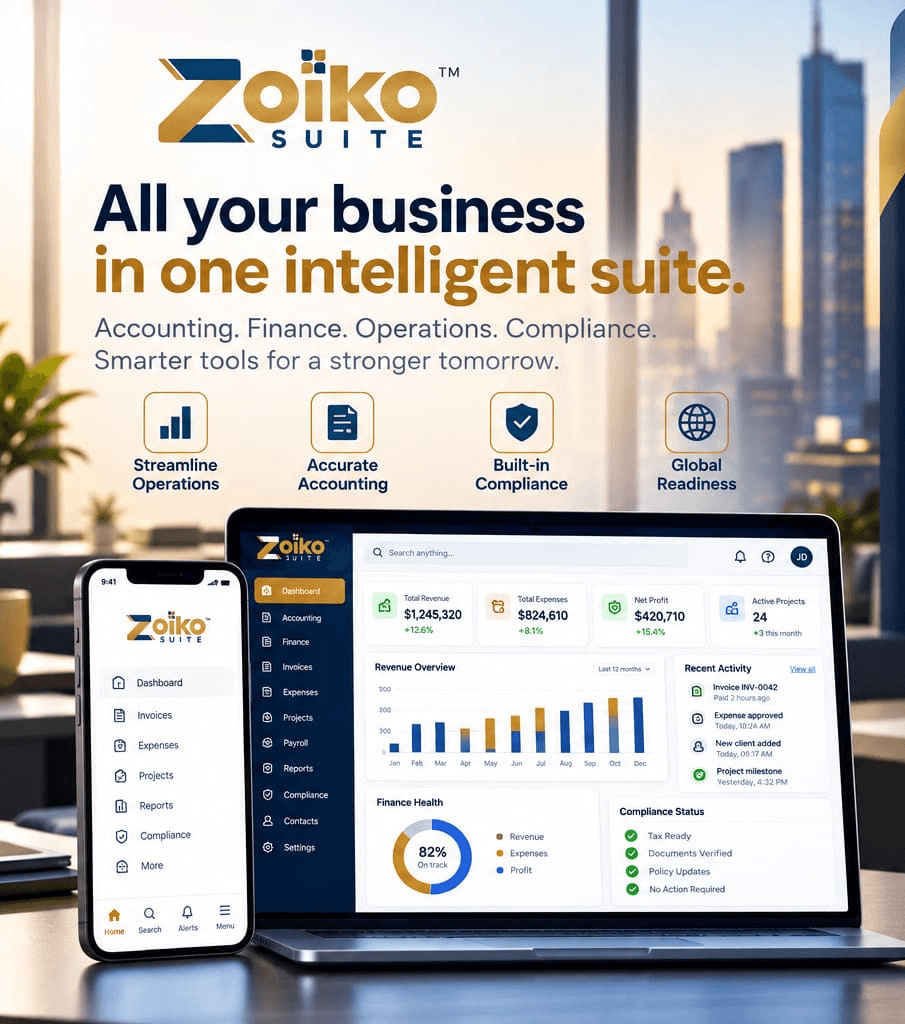 Zoiko™
SUITE
All your business
in one intelligent suite.
Accounting. Finance. Operations. Compliance.
Smarter tools for a stronger tomorrow.
Streamline
Operations
Accurate
Accounting
Built-in
Compliance
Global
Readiness
9:41
Zoiko™
SUITE
Dashboard
Invoices
Expenses
Projects
Reports
Compliance
More
Home
Search
Alerts
Menu
Zoiko™
SUITE
Dashboard
Accounting
Finance
Invoices
Expenses
Projects
Payroll
Reports
Compliance
Contacts
Settings
Search anything...
JD
Total Revenue
$1,245,320
+12.6%
Total Expenses
$824,610
+8.1%
Net Profit
$420,710
+15.4%
Active Projects
24
+3 this month
Revenue Overview
Last 12 months
500
300
300
0
Jan Feb Mar Apr May Jun Jul Aug Sep Oct Dec
Recent Activity
View all
Invoice INV-0042
Paid 2 hours ago
Expense approved
Today, 10:24 AM
New client added
Today, 09:17 AM
Project milestone
Yesterday, 4:32 PM
Finance Health
82%
On track
Revenue
Expenses
Profit
Compliance Status
Tax Ready
Documents Verified
Policy Updates
No Action Required